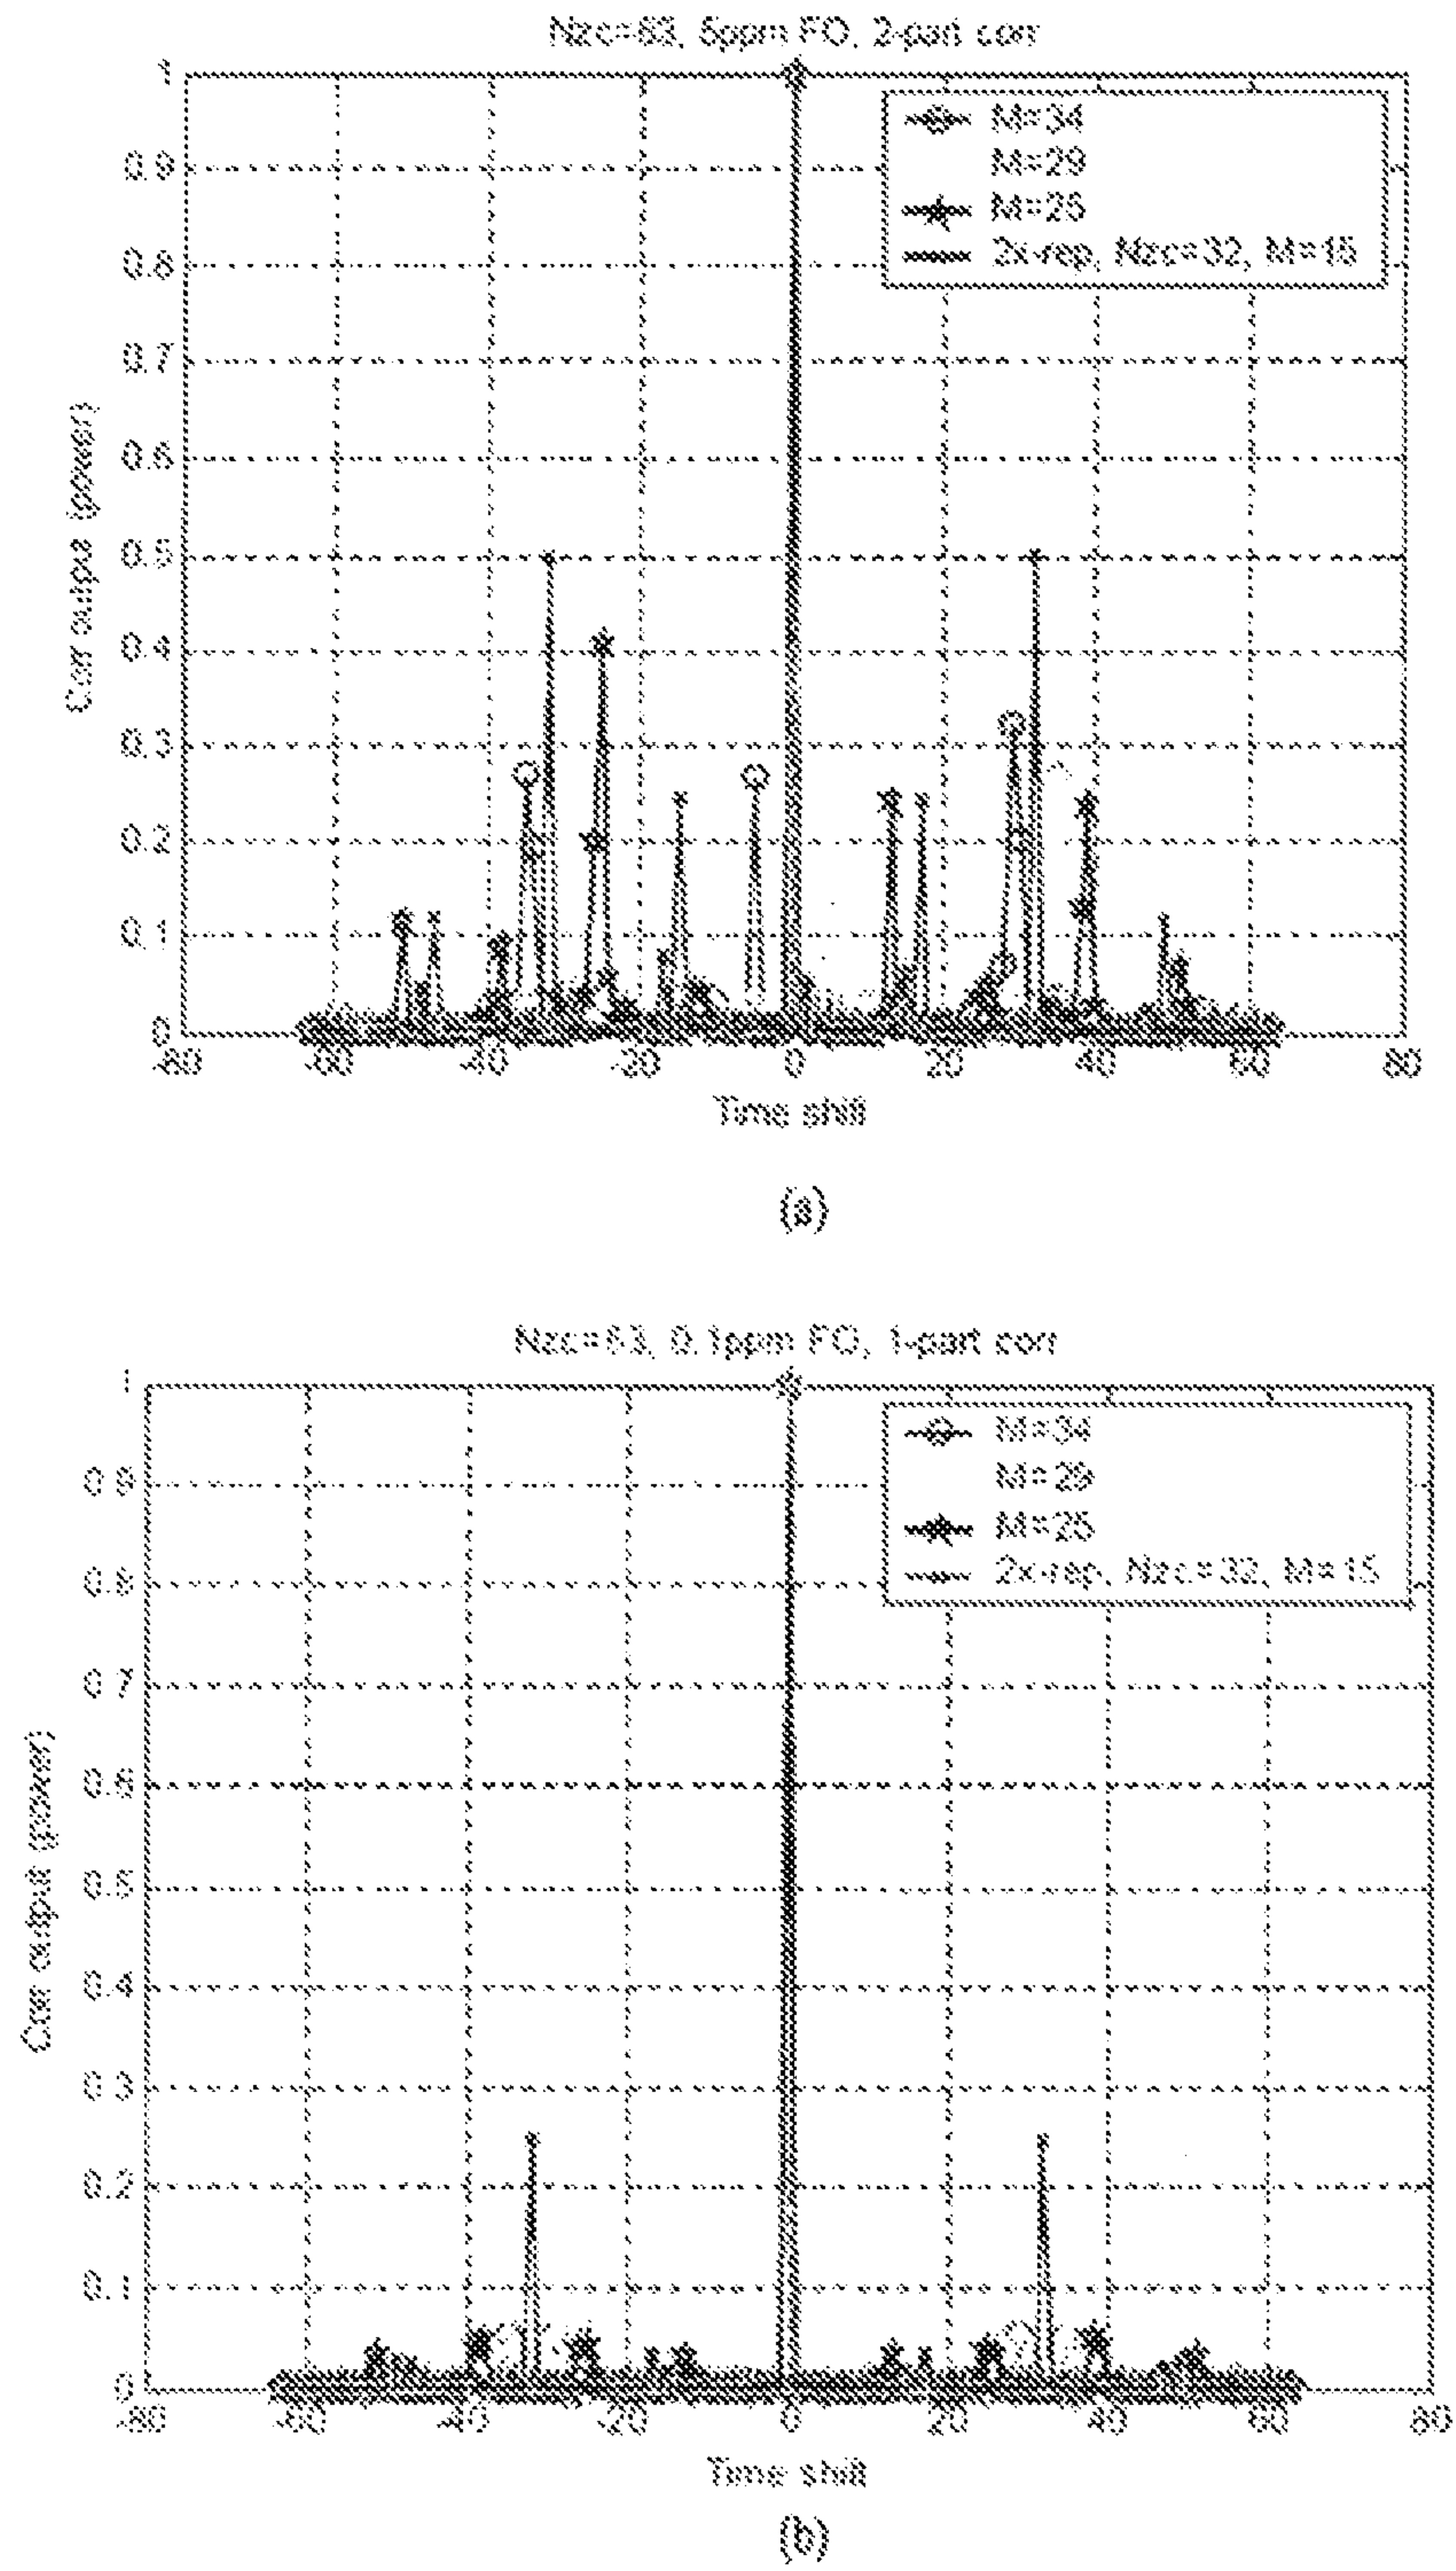 Nzc=63, 5ppm FO, 2-part corr
1
0.9
0.8
0.7
0.6
0.5
0.4
0.3
0.2
0.1
0
Corr output (power)
M=34
M=29
M=25
2x-rep, Nzc=32, M=15
-80
-60
-40
-20
0
20
40
60
80
Time shift
(a)
Nzc=63, 0.1ppm FO, 1-part corr
1
0.9
0.8
0.7
0.6
0.5
0.4
0.3
0.2
0.1
0
Corr output (power)
M=34
M=29
M=25
2x-rep, Nzc=32, M=15
-80
-60
-40
-20
0
20
40
60
80
Time shift
(b)